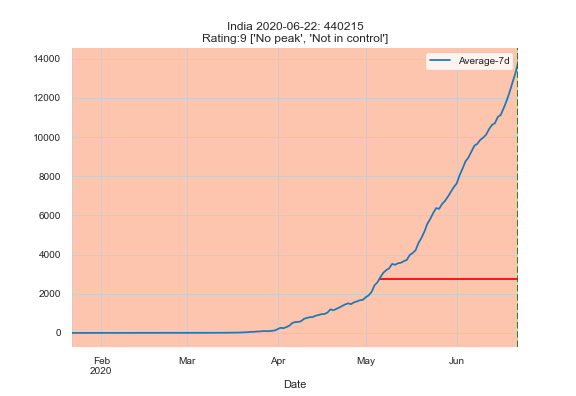 India 2020-06-22: 440215
Rating:9 ['No peak', 'Not in control']
Average-7d
14000
12000
10000
8000
6000
4000
2000
0
Feb
2020
Mar
Apr
May
Jun
Date